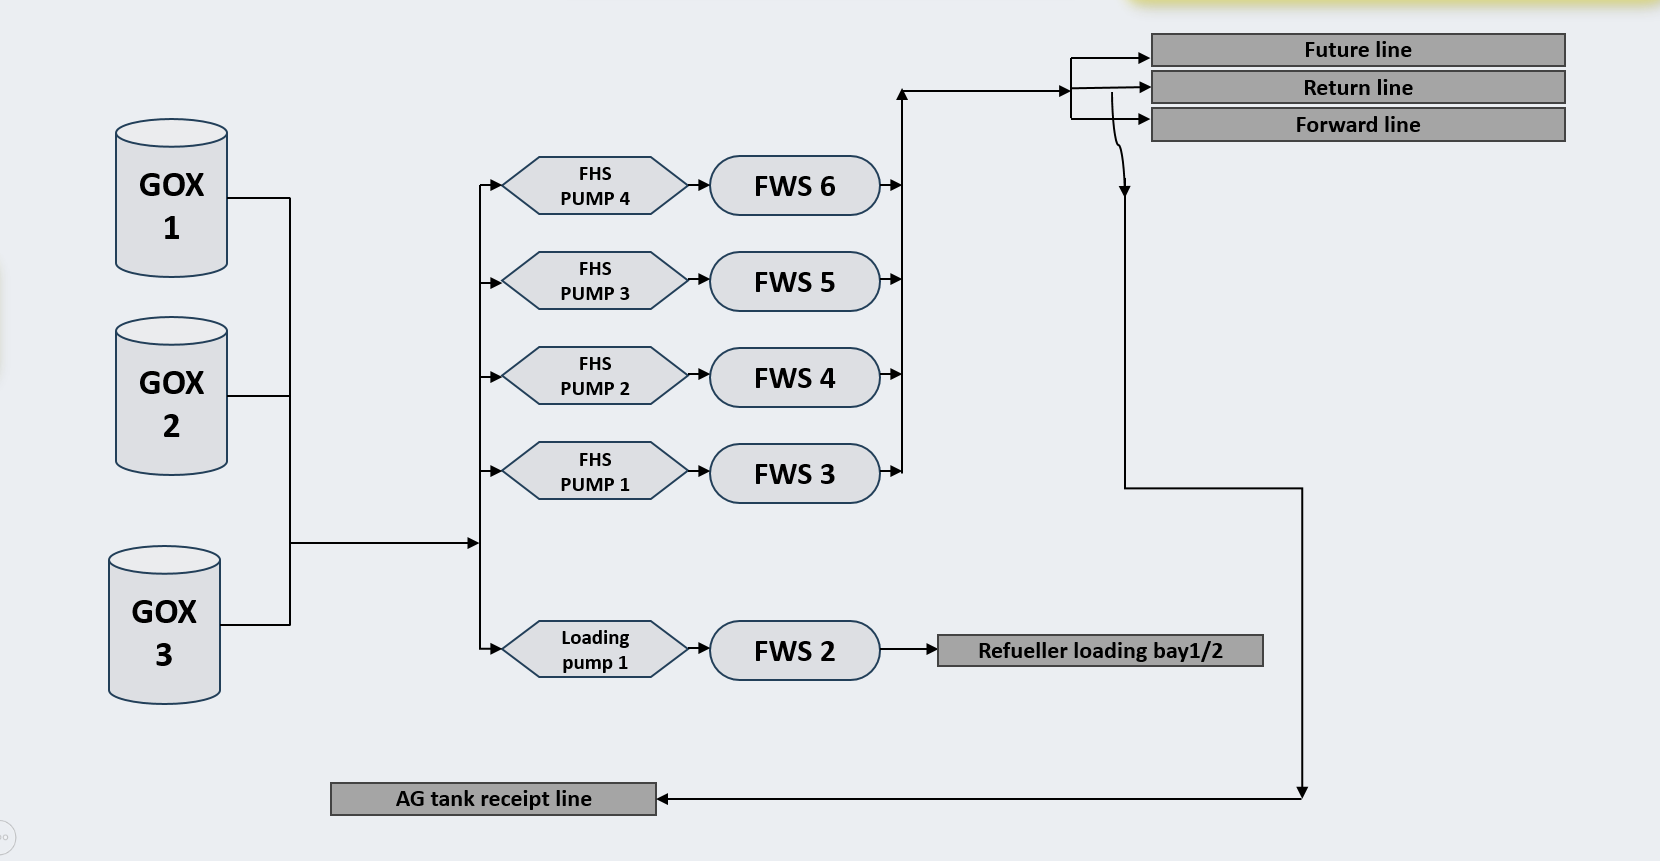 Future line
Return line
Forward line
GOX
1
FHS
PUMP 4
FWS 6
FHS
PUMP 3
FWS 5
GOX
2
FHS
PUMP 2
FWS 4
FHS
PUMP 1
FWS 3
GOX
3
Loading
pump 1
FWS 2
Refueller loading bay1/2
AG tank receipt line